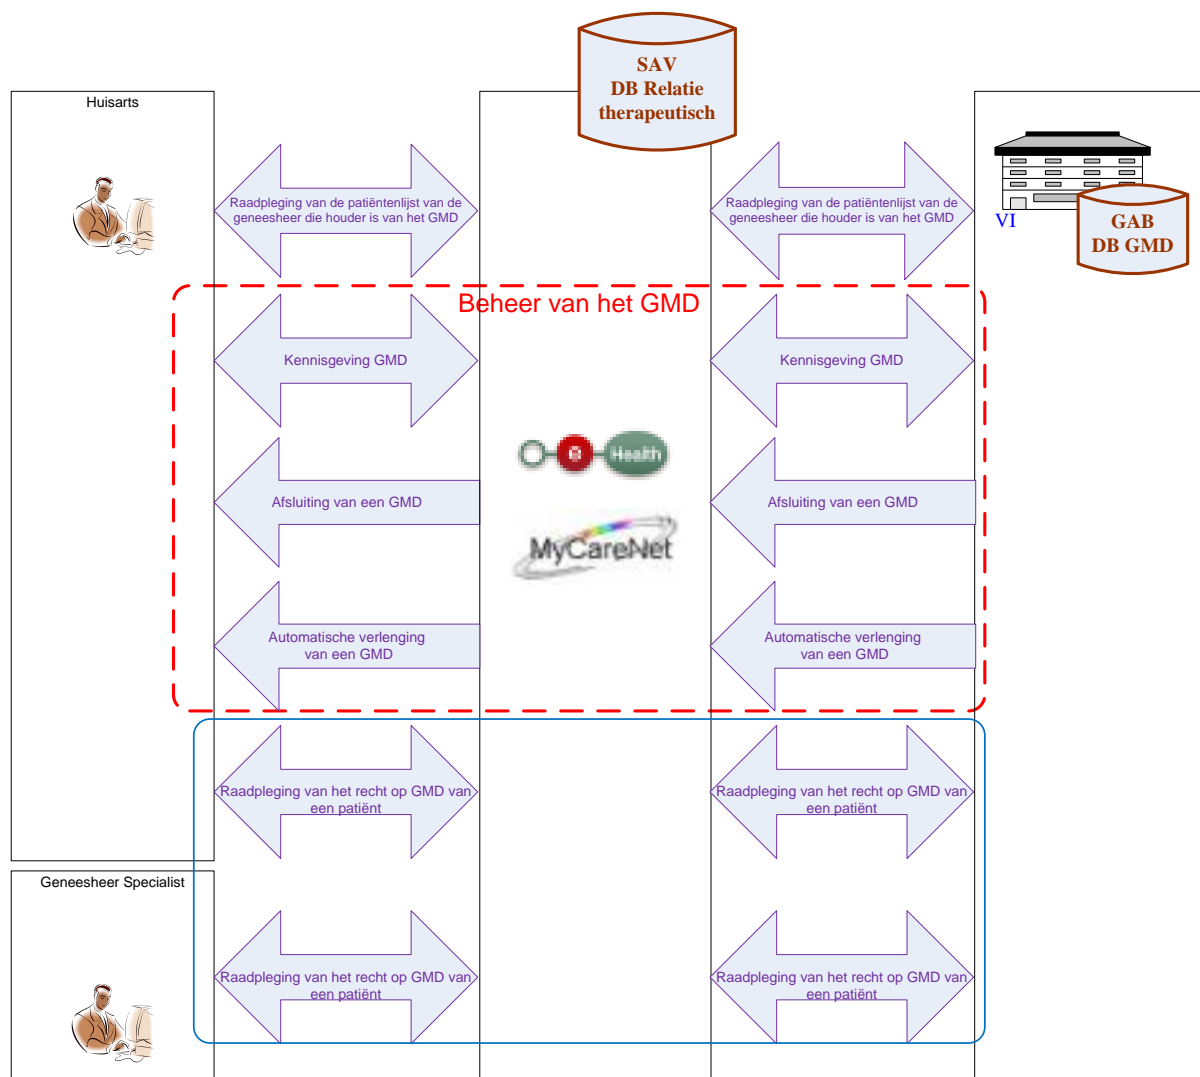 SAV
DB Relatie
therapeutisch
Huisarts
Raadpleging van de patiëntenlijst van de
geneesheer die houder is van het GMD
Raadpleging van de patiëntenlijst van de
geneesheer die houder is van het GMD
VI
GAB
DB GMD
Beheer van het GMD
Kennisgeving GMD
Kennisgeving GMD
e Health
Afsluiting van een GMD
Afsluiting van een GMD
MyCareNet
Automatische verlenging
van een GMD
Automatische verlenging
van een GMD
Raadpleging van het recht op GMD van
een patiënt
Raadpleging van het recht op GMD van
een patiënt
Geneesheer Specialist
Raadpleging van het recht op GMD van
een patiënt
Raadpleging van het recht op GMD van
een patiënt